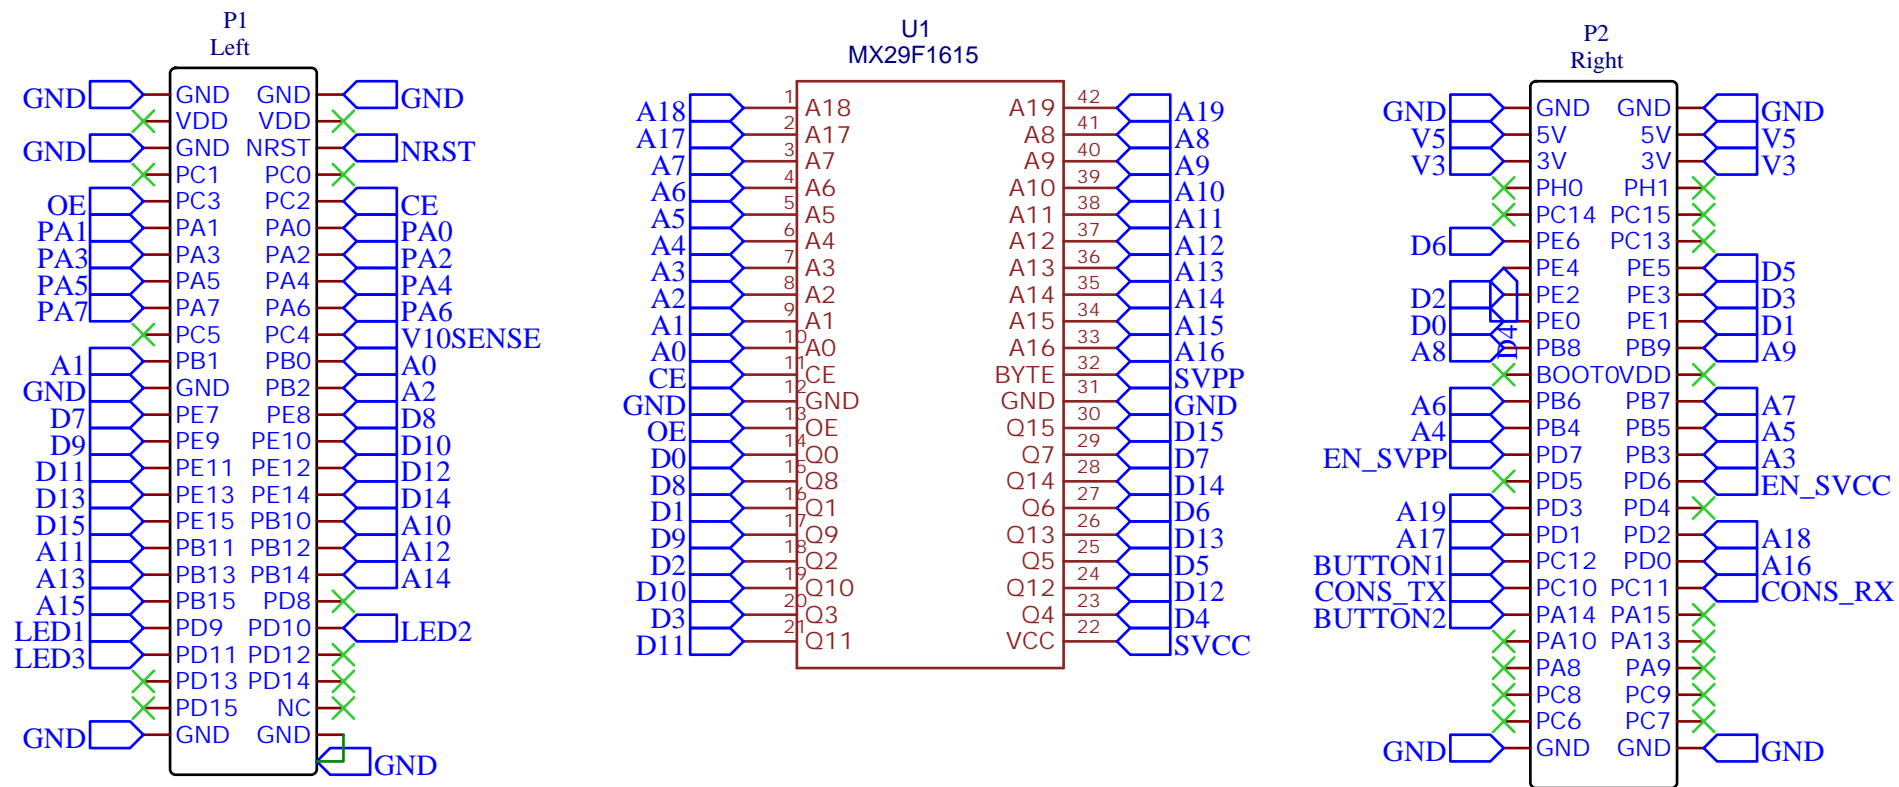 P1
Left
GND GND GND GND
VDD VDD
GND GND NRST NRST
PC1 PC0
OE PC3 PC2 CE
PA1 PA1 PA0 PA0
PA3 PA3 PA2 PA2
PA5 PA5 PA4 PA4
PA7 PA7 PA6 PA6
PC5 PC4 V10SENSE
A1 PB1 PB0 A0
GND GND PB2 A2
D7 PE7 PE8 D8
D9 PE9 PE10 D10
D11 PE11 PE12 D12
D13 PE13 PE14 D14
D15 PE15 PB10 A10
A11 PB11 PB12 A12
A13 PB13 PB14 A14
A15 PB15 PD8
LED1 PD9 PD10 LED2
LED3 PD11 PD12
PD13 PD14
PD15 NC
GND GND GND
GND
U1
MX29F1615
A18 1 A18 A19 42 A19
A17 2 A17 A8 41 A8
A7 3 A7 A9 40 A9
A6 4 A6 A10 39 A10
A5 5 A5 A11 38 A11
A4 6 A4 A12 37 A12
A3 7 A3 A13 36 A13
A2 8 A2 A14 35 A14
A1 9 A1 A15 34 A15
A0 10 A0 A16 33 A16
CE 11 CE BYTE 32 SVPP
GND 12 GND GND 31 GND
OE 13 OE Q15 30 D15
D0 14 Q0 Q7 29 D7
D8 15 Q8 Q14 28 D14
D1 16 Q1 Q6 27 D6
D9 17 Q9 Q13 26 D13
D2 18 Q2 Q5 25 D5
D10 19 Q10 Q12 24 D12
D3 20 Q3 Q4 23 D4
D11 21 Q11 VCC 22 SVCC
P2
Right
GND GND GND GND
V5 5V 5V V5
V3 3V 3V V3
PH0 PH1
PC14 PC15
D6 PE6 PC13
PE4 PE5 D5
D2 PE2 PE3 D3
D0 PE0 PE1 D1
D4
A8 PB8 PB9 A9
BOOT0 VDD
A6 PB6 PB7 A7
A4 PB4 PB5 A5
EN_SVPP PD7 PB3 A3
PD5 PD6 EN_SVCC
A19 PD3 PD4
A17 PD1 PD2 A18
BUTTON1 PC12 PD0 A16
CONS_TX PC10 PC11 CONS_RX
BUTTON2 PA14 PA15
PA10 PA13
PA8 PA9
PC8 PC9
PC6 PC7
GND GND GND GND